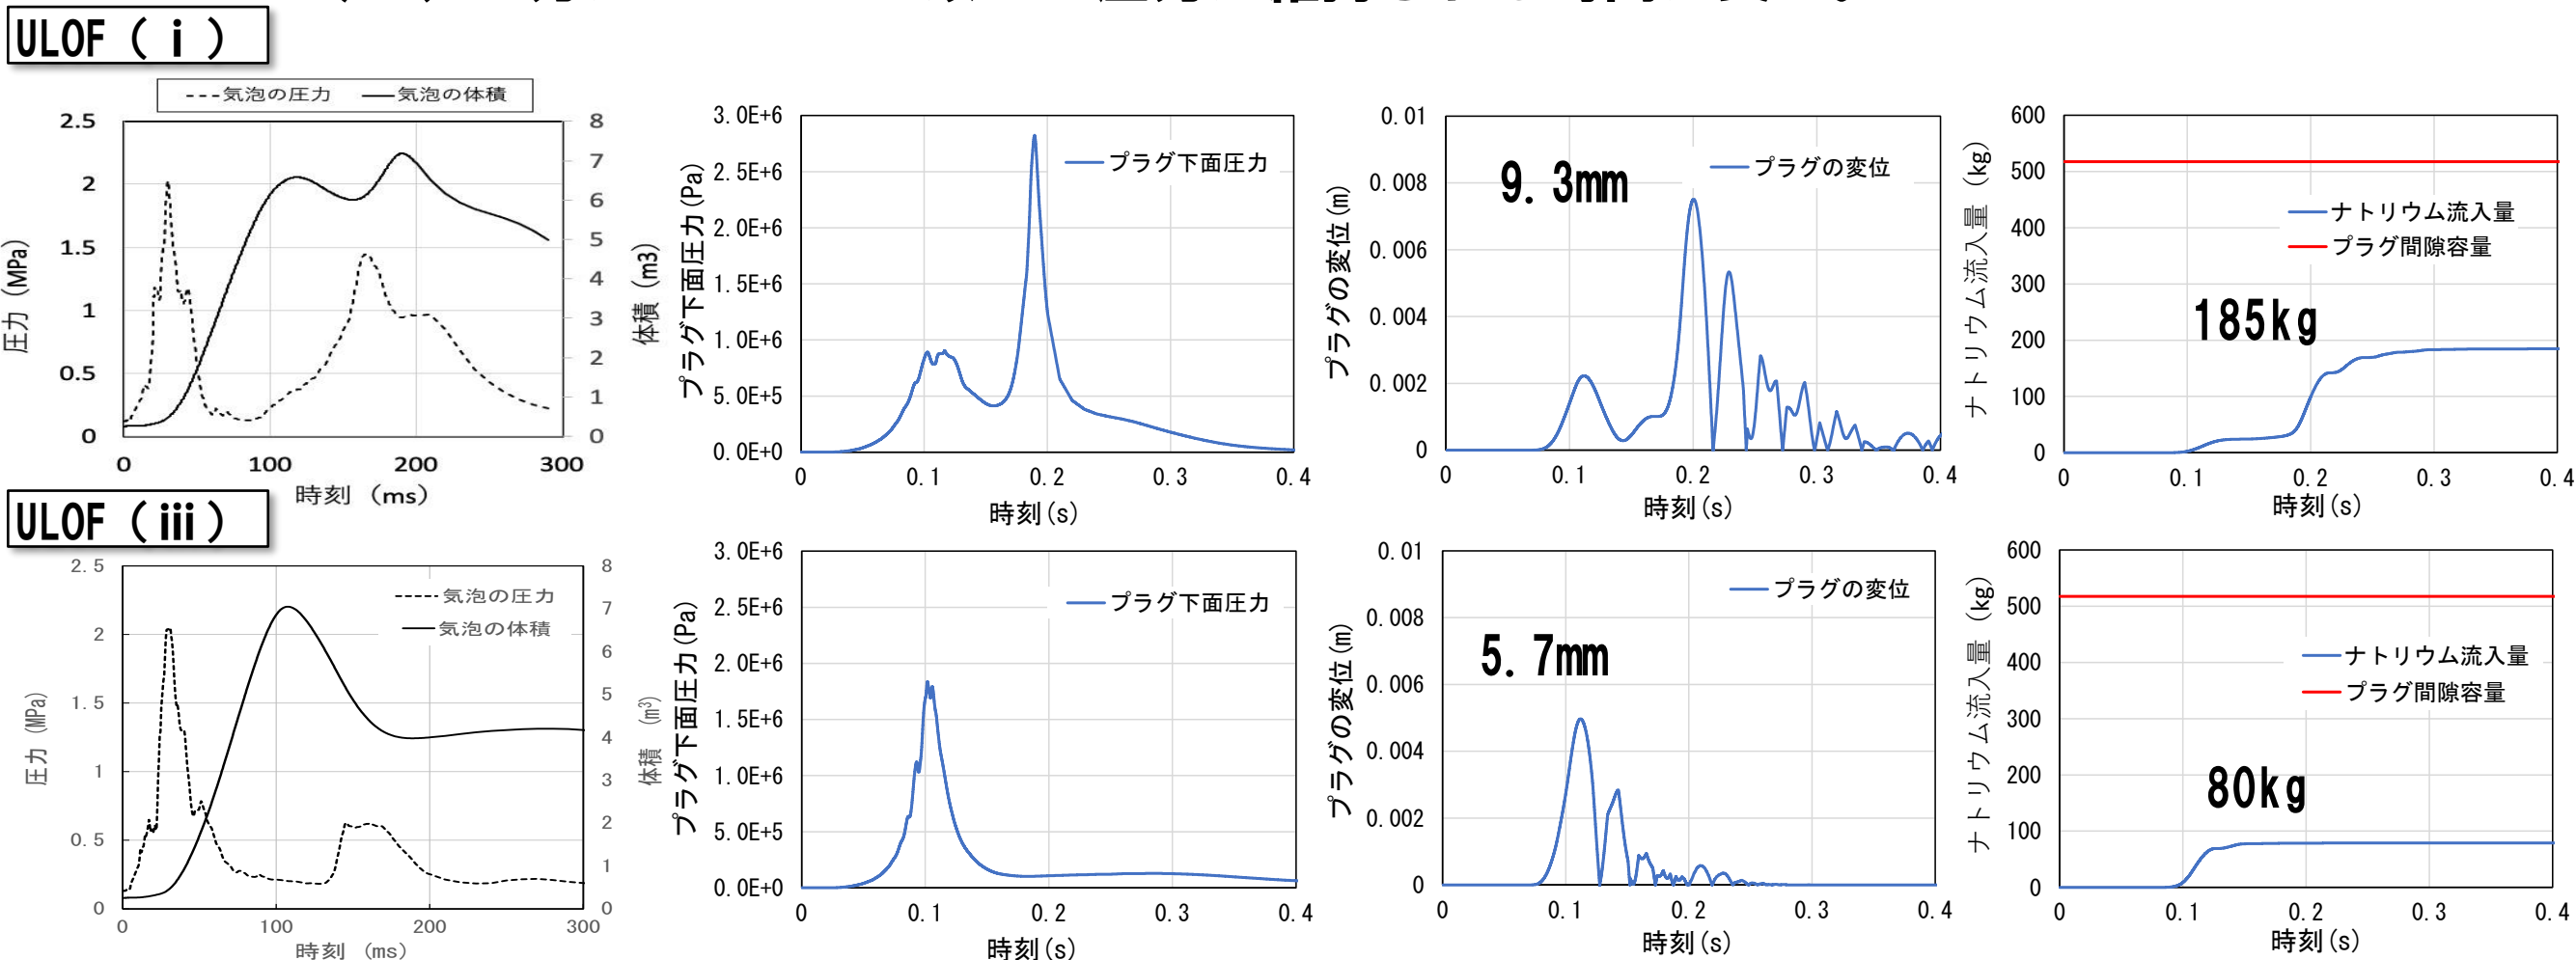 ULOF ( i )
---気泡の圧力 ―気泡の体積
2.5
2
1.5
1
0.5
0
圧力 (MPa)
8
7
6
5
4
3
2
1
0
体積 (m3)
0 100 200 300
時刻 (ms)
3.0E+6
2.5E+6
2.0E+6
1.5E+6
1.0E+6
5.0E+5
0.0E+0
プラグ下面圧力(Pa)
プラグ下面圧力
0 0.1 0.2 0.3 0.4
時刻(s)
0.01
0.008
0.006
0.004
0.002
0
プラグの変位(m)
9.3mm
プラグの変位
0 0.1 0.2 0.3 0.4
時刻(s)
600
500
400
300
200
100
0
ナトリウム流入量 (kg)
ナトリウム流入量
プラグ間隙容量
185kg
0 0.1 0.2 0.3 0.4
時刻(s)
ULOF ( iii )
2.5
2
1.5
1
0.5
0
圧力 (MPa)
気泡の圧力
気泡の体積
8
7
6
5
4
3
2
1
0
体積 (m³)
0 100 200 300
時刻 (ms)
3.0E+6
2.5E+6
2.0E+6
1.5E+6
1.0E+6
5.0E+5
0.0E+0
プラグ下面圧力(Pa)
プラグ下面圧力
0 0.1 0.2 0.3 0.4
時刻(s)
0.01
0.008
0.006
0.004
0.002
0
プラグの変位(m)
プラグの変位
5.7mm
0 0.1 0.2 0.3 0.4
時刻(s)
600
500
400
300
200
100
0
ナトリウム流入量 (kg)
ナトリウム流入量
プラグ間隙容量
80kg
0 0.1 0.2 0.3 0.4
時刻(s)